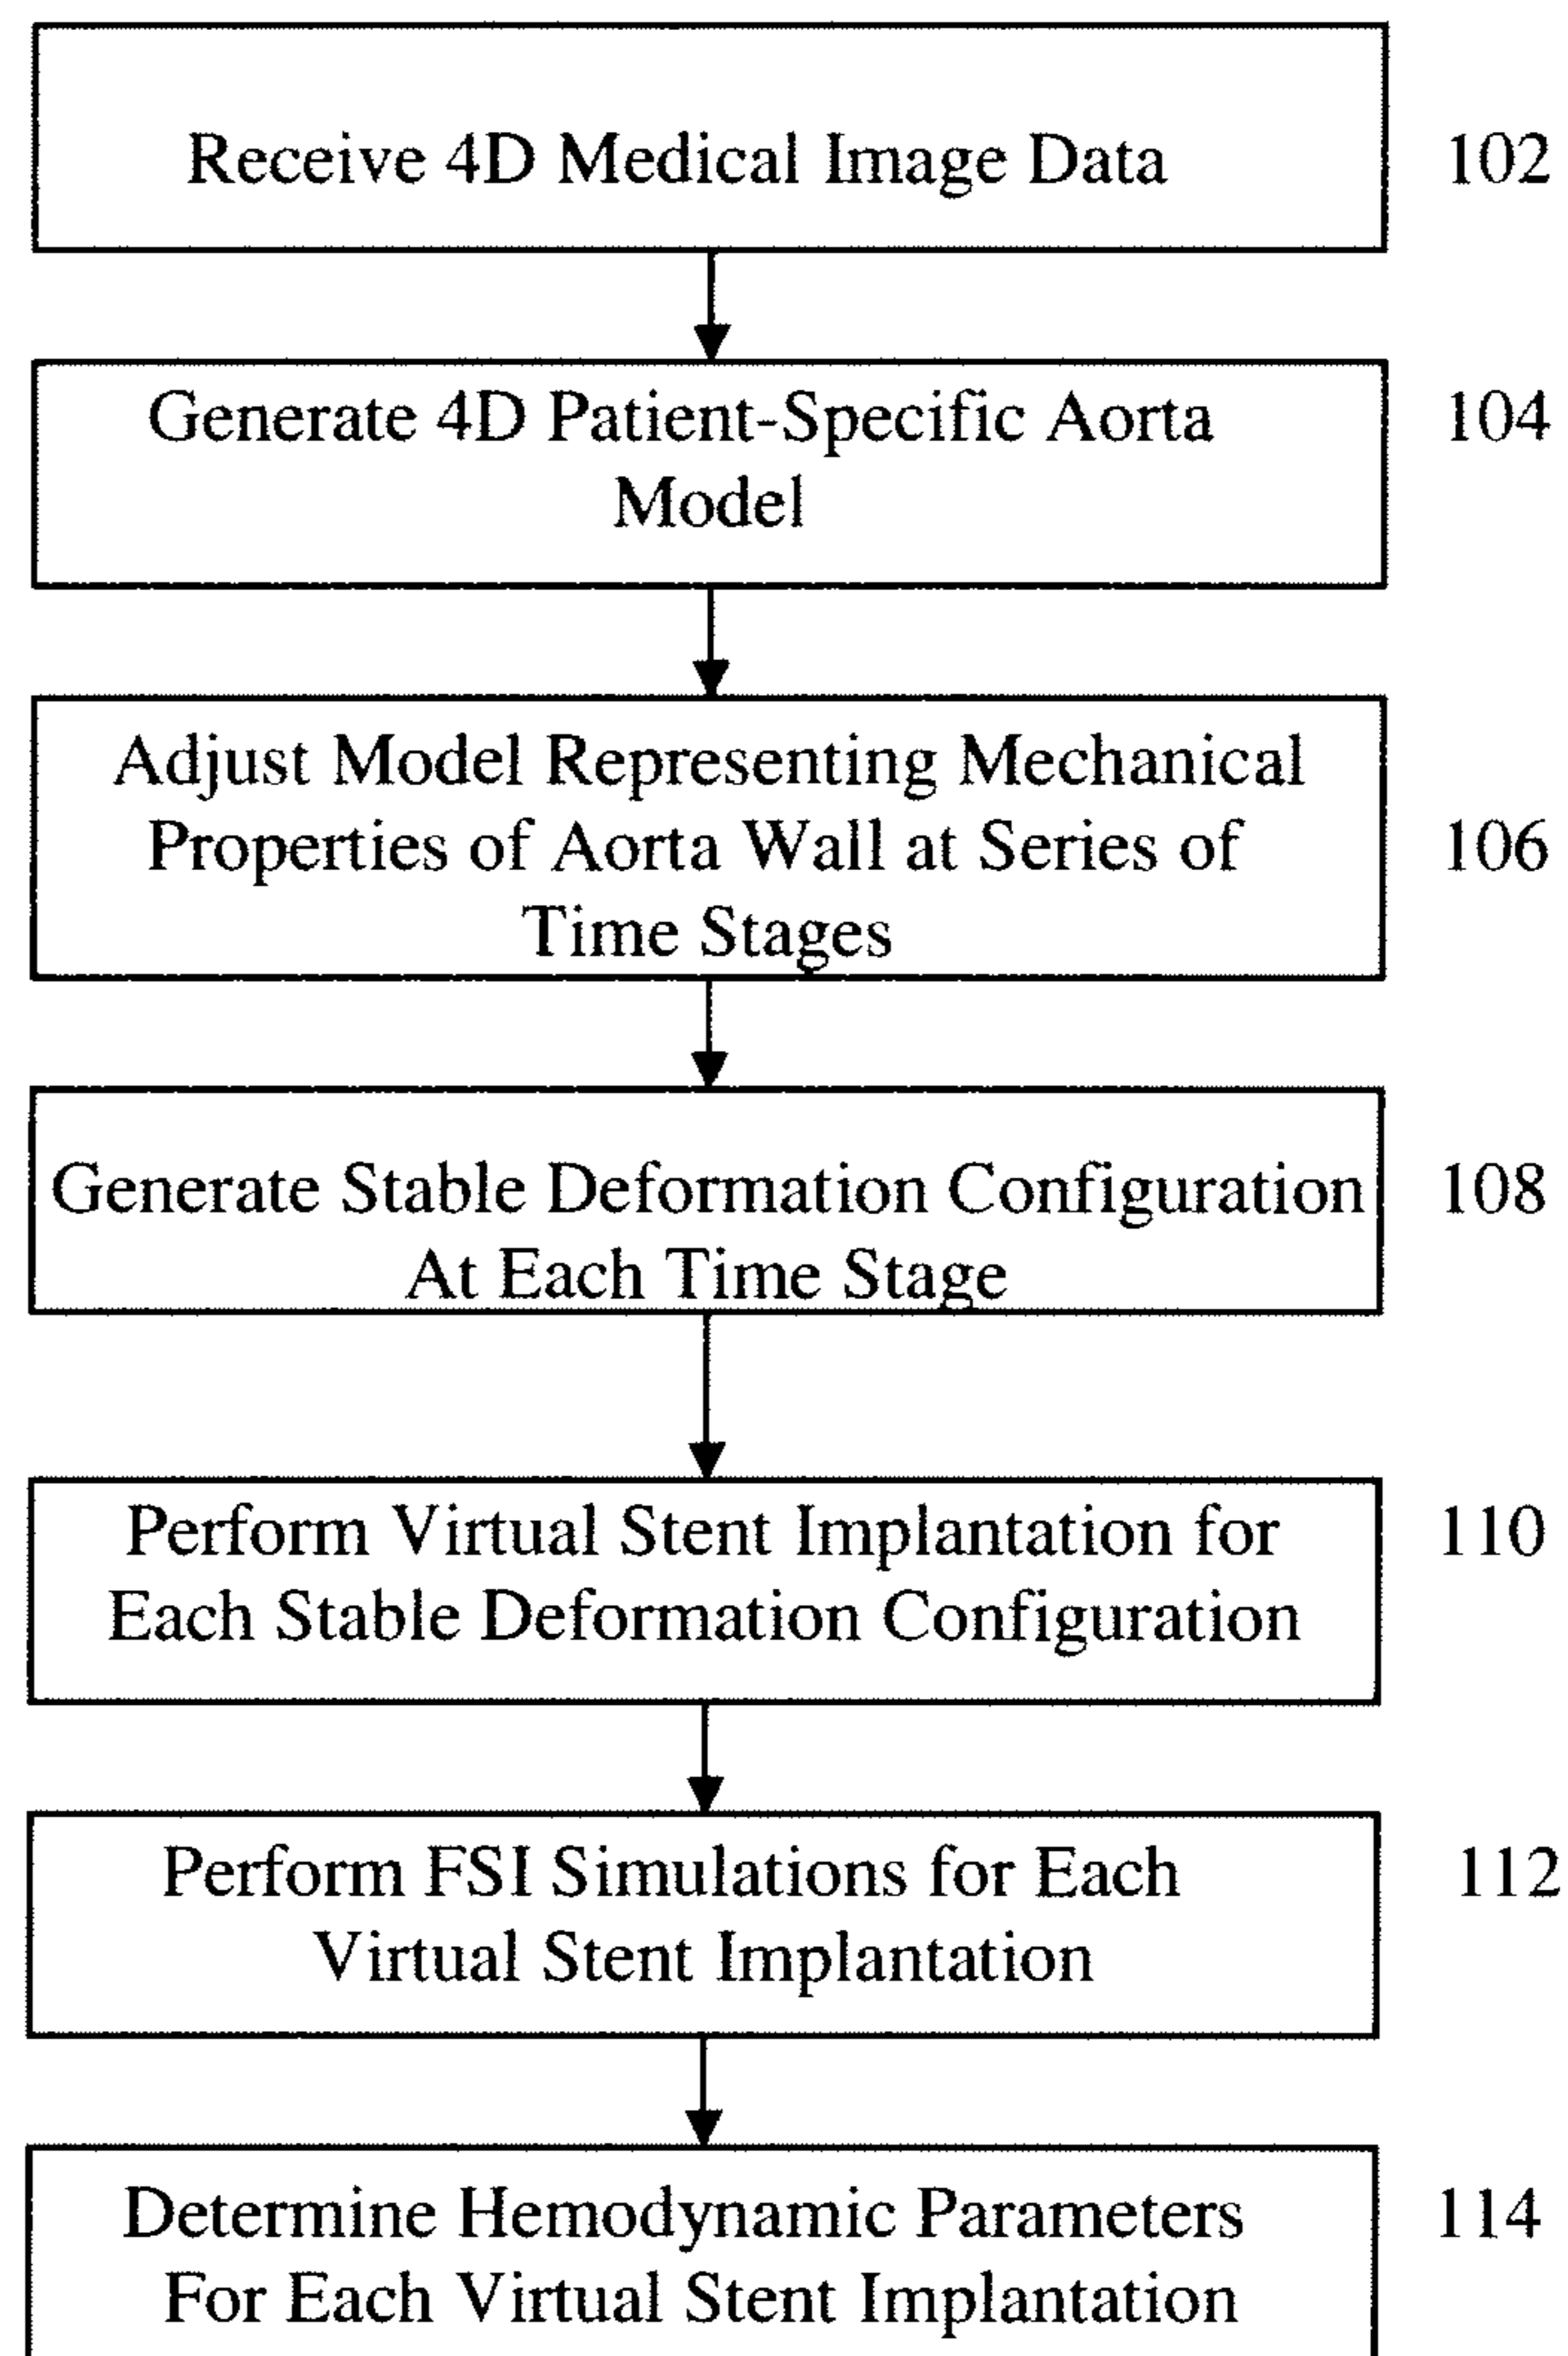 Receive 4D Medical Image Data
102
Generate 4D Patient-Specific Aorta
Model
104
Adjust Model Representing Mechanical
Properties of Aorta Wall at Series of
Time Stages
106
Generate Stable Deformation Configuration
At Each Time Stage
108
Perform Virtual Stent Implantation for
Each Stable Deformation Configuration
110
Perform FSI Simulations for Each
Virtual Stent Implantation
112
Determine Hemodynamic Parameters
For Each Virtual Stent Implantation
114